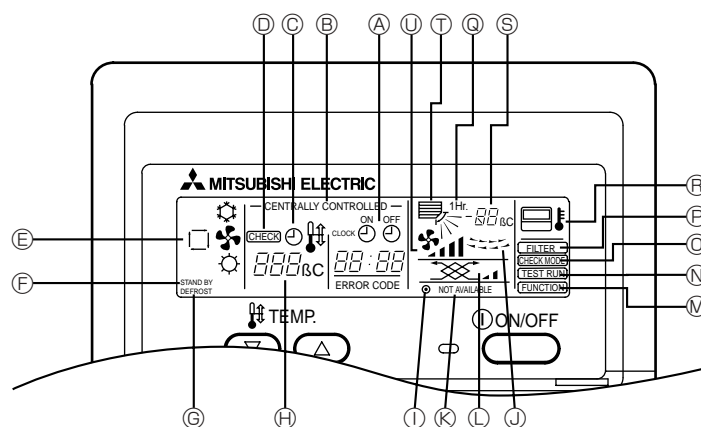 Ⓓ Ⓒ Ⓑ Ⓐ Ⓤ Ⓣ Ⓠ Ⓢ
MITSUBISHI ELECTRIC
CENTRALLY CONTROLLED
1Hr.
88 ßC
Ⓡ
CHECK
CLOCK
ON OFF
Ⓔ
FILTER
Ⓟ
CHECK MODE
Ⓞ
888ßC
88:88
TEST RUN
Ⓝ
Ⓕ
STAND BY
DEFROST
ERROR CODE
NOT AVAILABLE
FUNCTION
Ⓜ
TEMP.
ON/OFF
Ⓖ Ⓗ Ⓘ Ⓚ Ⓛ Ⓙ